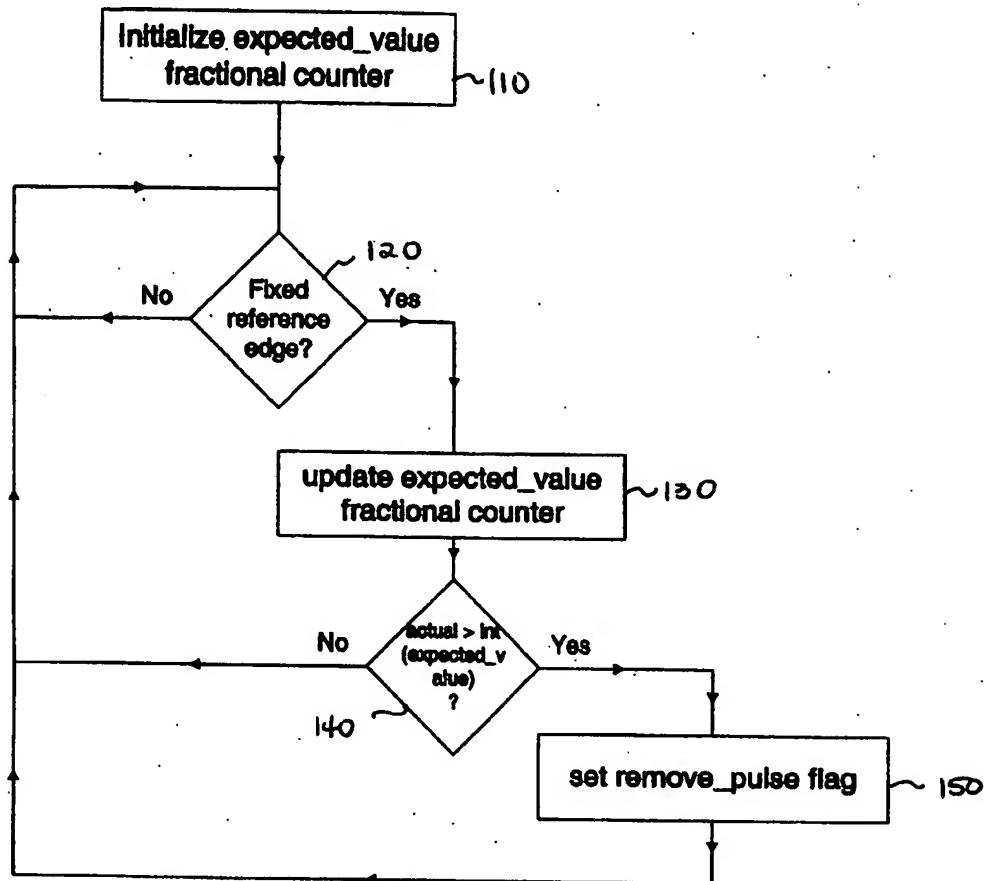 Initialize expected_value
fractional counter
110
120
Fixed
reference
edge?
No
Yes
update expected_value
fractional counter
130
actual > int
(expected_v
alue)
?
No
Yes
140
set remove_pulse flag
150